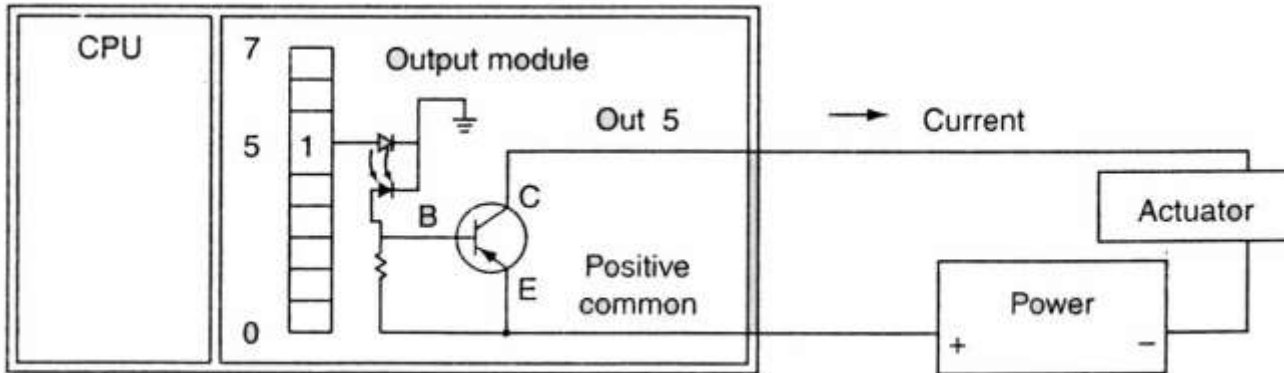 CPU
7
Output module
Out 5
Current
5
1
C
B
Actuator
E
Positive
common
Power
0
+
−